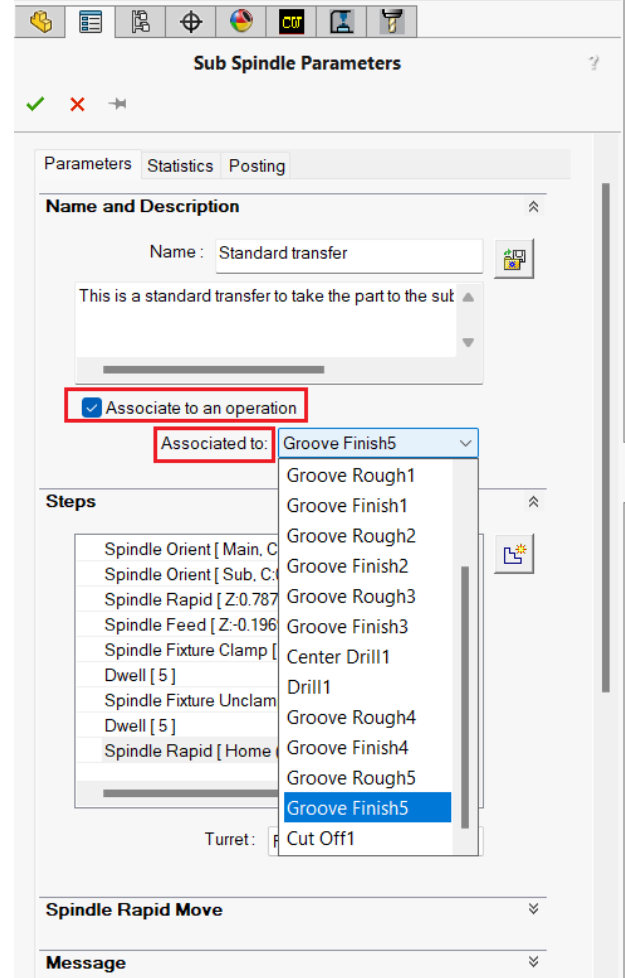 CW
Sub Spindle Parameters
?
Parameters Statistics Posting
Name and Description
Name : Standard transfer
This is a standard transfer to take the part to the sub
Associate to an operation
Associated to: Groove Finish5
Groove Rough1
Steps
Groove Finish1
Groove Rough2
Spindle Orient [ Main, C
Groove Finish2
Spindle Orient [ Sub, C:
Groove Rough3
Spindle Rapid [ Z:0.787
Groove Finish3
Spindle Feed [ Z:-0.196
Center Drill1
Spindle Fixture Clamp [
Drill1
Dwell [ 5 ]
Spindle Fixture Unclam
Groove Rough4
Dwell [ 5 ]
Groove Finish4
Spindle Rapid [ Home (
Groove Rough5
Groove Finish5
Turret :
Cut Off1
Spindle Rapid Move
Message